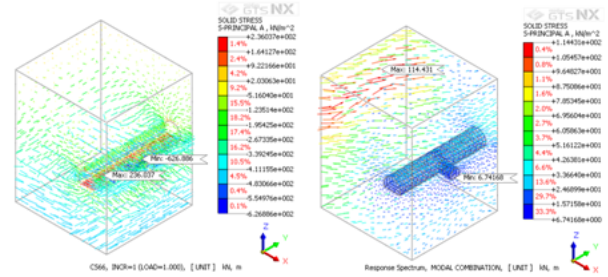 GTS NX
SOLID STRESS
S-PRINCIPAL A , kN/m^2
+2.36037e+002
1.4%
+1.64127e+002
2.4%
+9.22166e+001
4.2%
+2.03063e+001
9.2%
-5.16040e+001
15.5%
-1.23514e+002
18.2%
-1.95425e+002
17.4%
-2.67335e+002
16.2%
-3.39245e+002
10.5%
-4.11155e+002
4.5%
-4.83066e+002
0.4%
-5.54976e+002
0.1%
-6.26886e+002
Min: -626.886
Max: 236.037
Z
Y
X
C566, INCR=1 (LOAD=1.000), [ UNIT ] kN, m
GTS NX
SOLID STRESS
S-PRINCIPAL A , kN/m^2
+1.14431e+002
0.4%
+1.05457e+002
0.8%
+9.64827e+001
1.1%
+8.75086e+001
1.6%
+7.85345e+001
2.0%
+6.95604e+001
2.7%
+6.05863e+001
3.7%
+5.16122e+001
4.4%
+4.26381e+001
6.6%
+3.36640e+001
13.6%
+2.46899e+001
29.7%
+1.57158e+001
33.3%
+6.74168e+000
Max: 114.431
Min: 6.74168
Z
Y
X
Response Spectrum, MODAL COMBINATION, [ UNIT ] kN, m